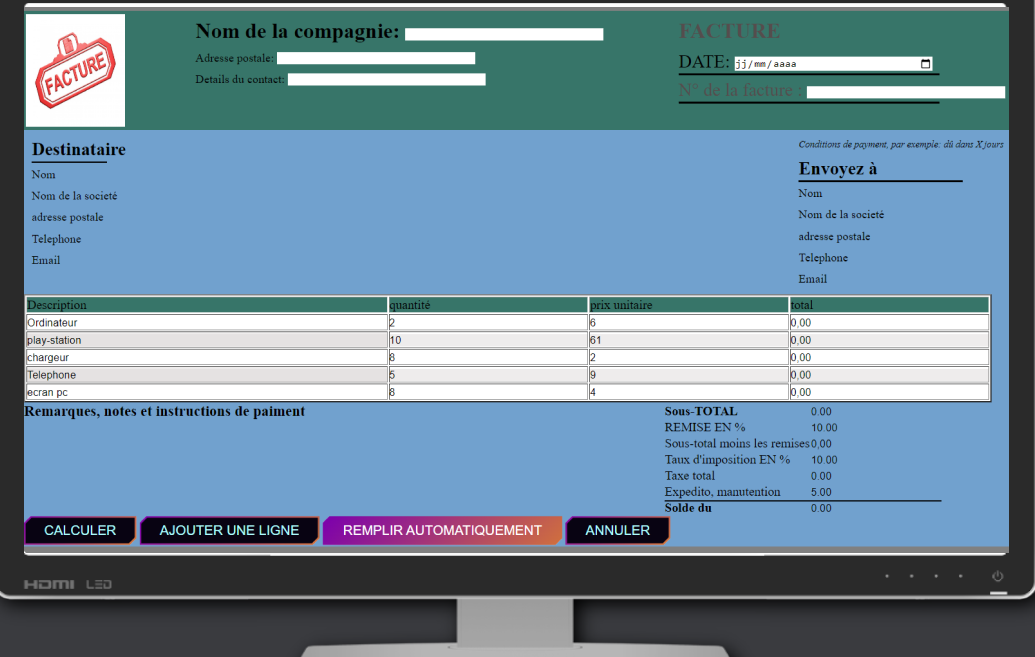 FACTURE
Nom de la compagnie:
Adresse postale:
Details du contact:
FACTURE
DATE: jj/mm/aaaa
N° de la facture :
Destinataire
Nom
Nom de la societé
adresse postale
Telephone
Email
Conditions de payment, par exemple: dû dans X jours
Envoyez à
Nom
Nom de la societé
adresse postale
Telephone
Email
Description quantité prix unitaire total
Ordinateur 2 6 0,00
play-station 10 61 0,00
chargeur 8 2 0,00
Telephone 5 9 0,00
ecran pc 8 4 0,00
Remarques, notes et instructions de paiment
Sous-TOTAL 0.00
REMISE EN % 10.00
Sous-total moins les remises 0,00
Taux d'imposition EN % 10.00
Taxe total 0.00
Expedito, manutention 5.00
Solde du 0.00
CALCULER AJOUTER UNE LIGNE REMPLIR AUTOMATIQUEMENT ANNULER
HDMI LED